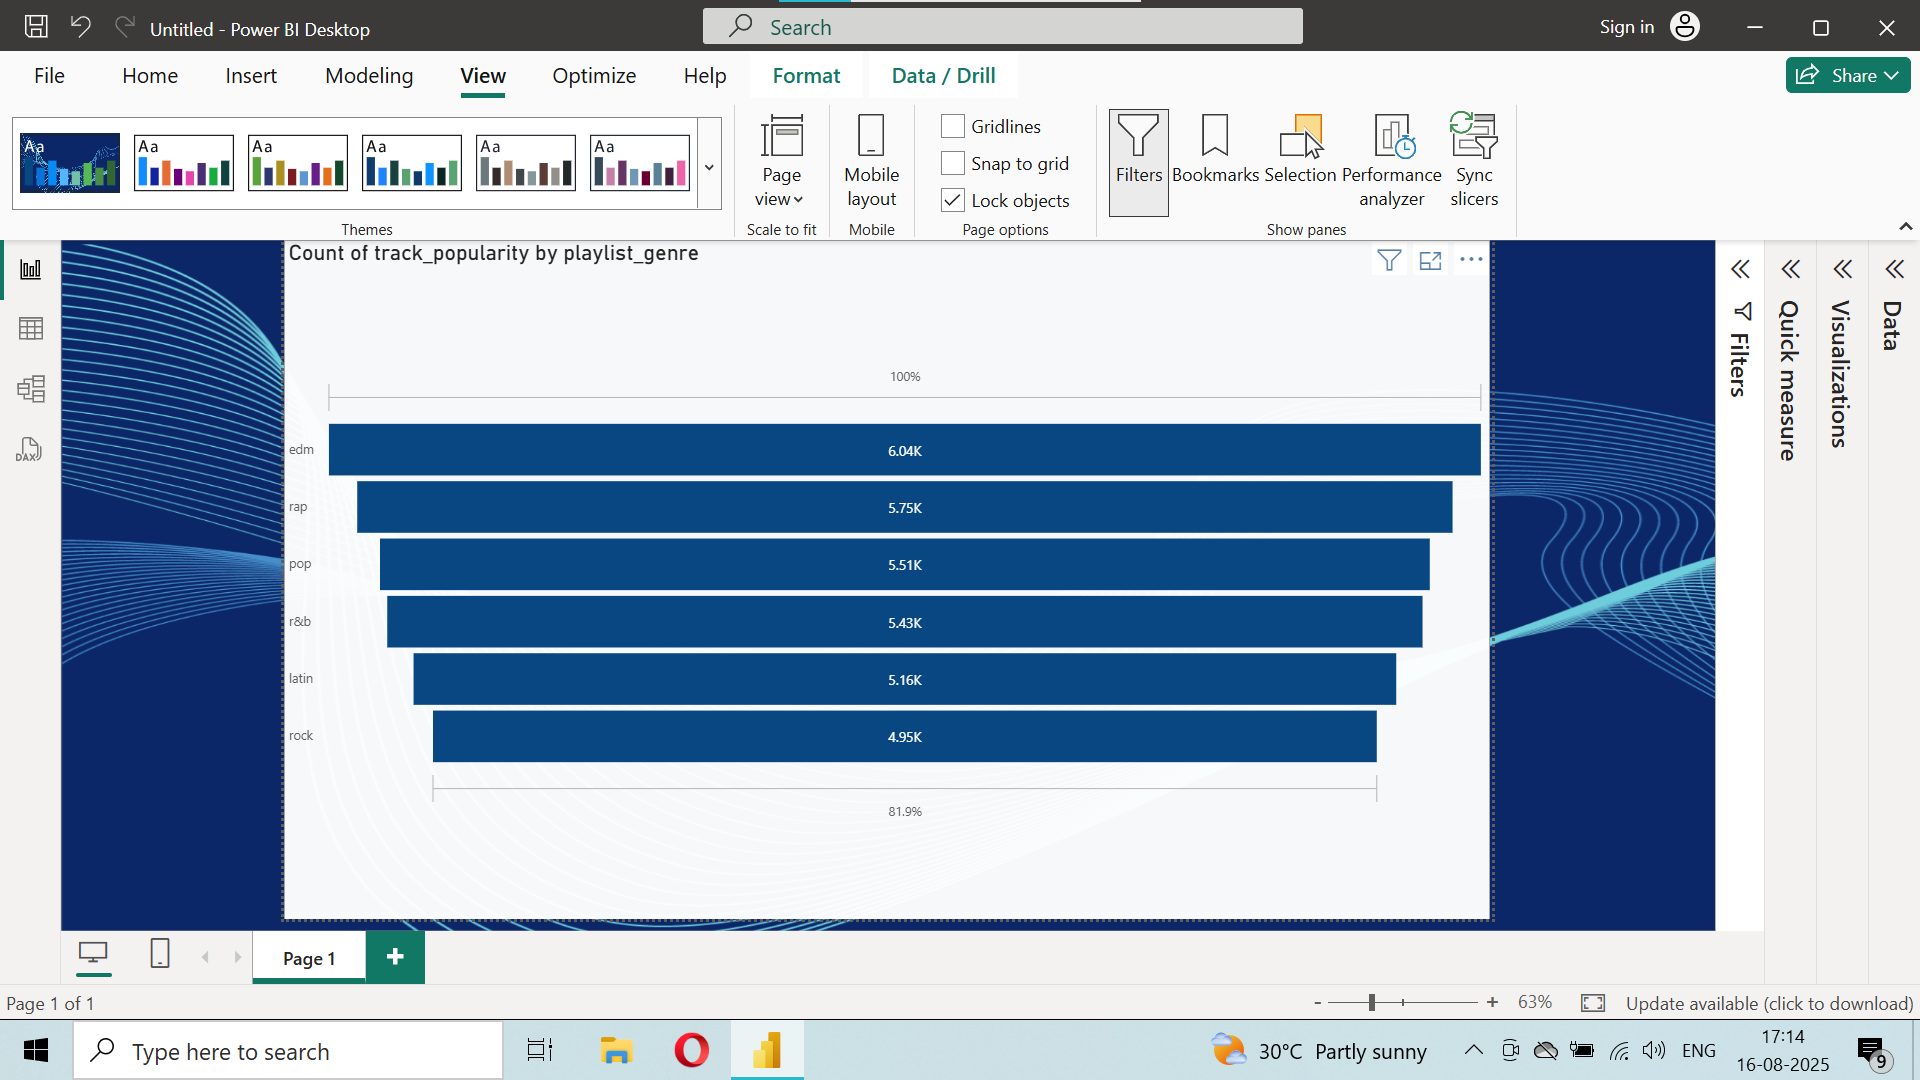 Untitled - Power BI Desktop
Search
Sign in
File
Home
Insert
Modeling
View
Optimize
Help
Format
Data / Drill
Share
Aa
Aa
Aa
Aa
Aa
Aa
Themes
Page
view
Scale to fit
Mobile
layout
Mobile
Gridlines
Snap to grid
Lock objects
Page options
Filters
Bookmarks
Selection
Performance
analyzer
Sync
slicers
Show panes
Count of track_popularity by playlist_genre
100%
edm
6.04K
rap
5.75K
pop
5.51K
r&b
5.43K
latin
5.16K
rock
4.95K
81.9%
DAX
Filters
Quick measure
Visualizations
Data
Page 1
+
Page 1 of 1
- + 63%
Update available (click to download)
Type here to search
30°C Partly sunny
ENG
17:14
16-08-2025
9